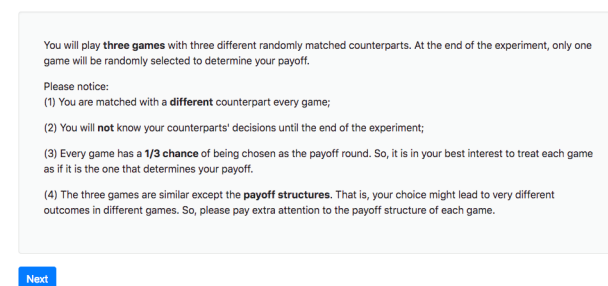 You will play three games with three different randomly matched counterparts. At the end of the experiment, only one
game will be randomly selected to determine your payoff.
Please notice:
(1) You are matched with a different counterpart every game;
(2) You will not know your counterparts' decisions until the end of the experiment;
(3) Every game has a 1/3 chance of being chosen as the payoff round. So, it is in your best interest to treat each game
as if it is the one that determines your payoff.
(4) The three games are similar except the payoff structures. That is, your choice might lead to very different
outcomes in different games. So, please pay extra attention to the payoff structure of each game.
Next